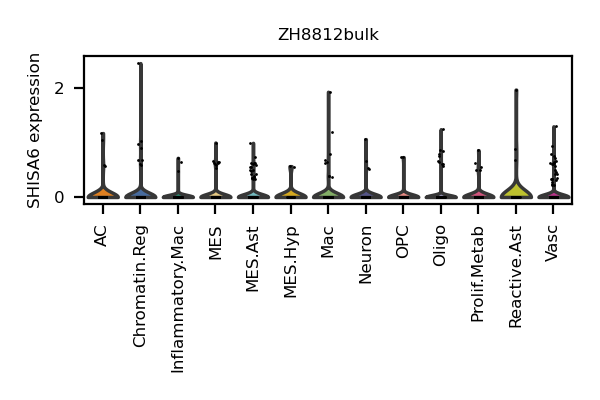 ZH8812bulk
SHISA6 expression
2
0
AC
Chromatin.Reg
Inflammatory.Mac
MES
MES.Ast
MES.Hyp
Mac
Neuron
OPC
Oligo
Prolif.Metab
Reactive.Ast
Vasc